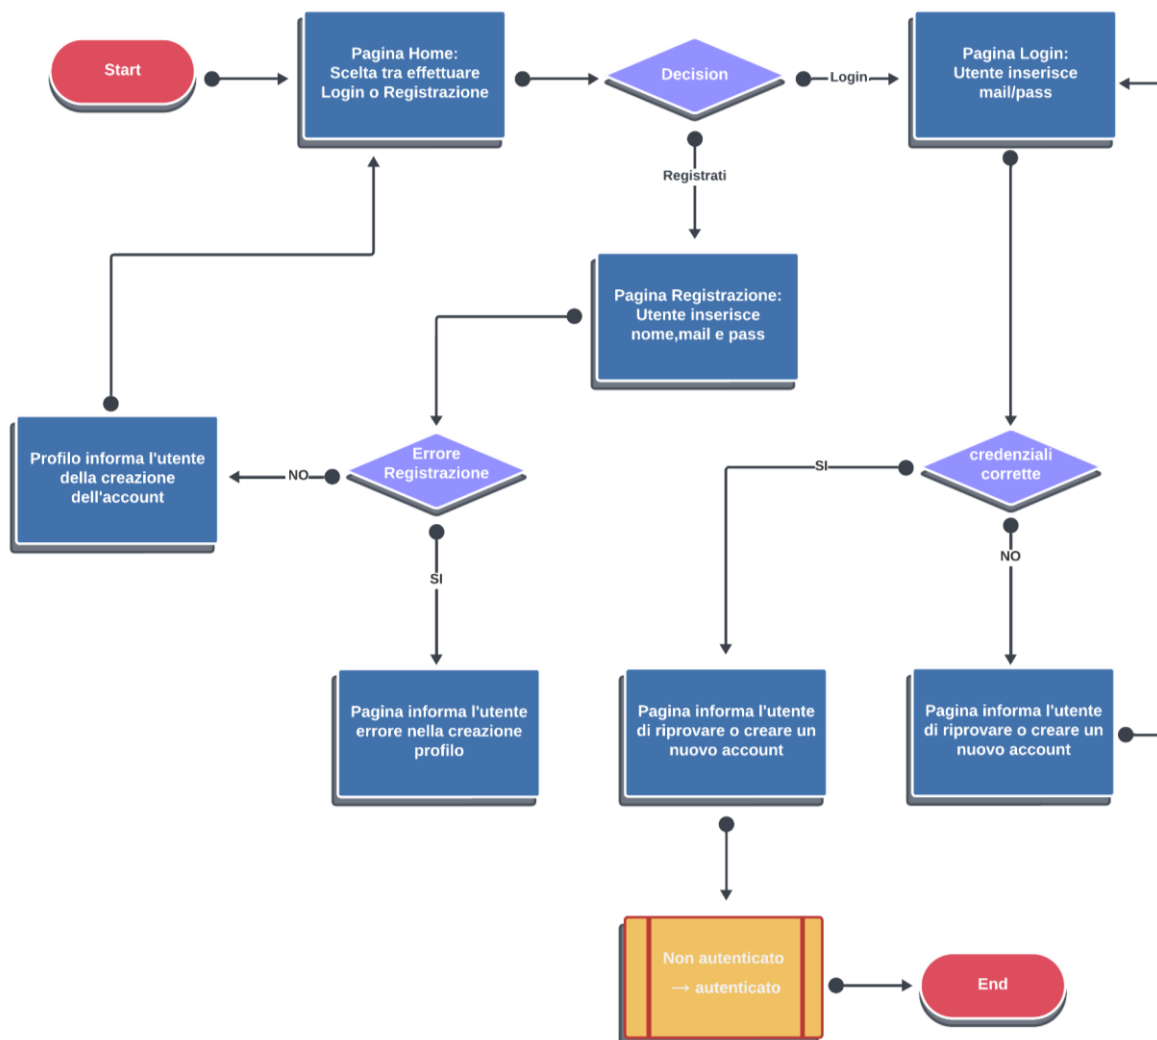 Start
Pagina Home:
Scelta tra effettuare
Login o Registrazione
Decision
Login
Pagina Login:
Utente inserisce
mail/pass
Registrati
Pagina Registrazione:
Utente inserisce
nome,mail e pass
Profilo informa l'utente
della creazione
dell'account
NO
Errore
Registrazione
SI
credenziali
corrette
SI
NO
Pagina informa l'utente
errore nella creazione
profilo
Pagina informa l'utente
di riprovare o creare un
nuovo account
Pagina informa l'utente
di riprovare o creare un
nuovo account
Non autenticato
→ autenticato
End